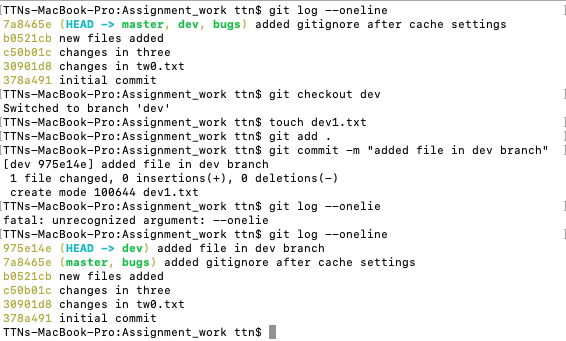 [TTNs-MacBook-Pro:Assignment_work ttn$ git log --oneline ]
7a8465e (HEAD -> master, dev, bugs) added gitignore after cache settings
b0521cb new files added
c50b01c changes in three
30901d8 changes in tw0.txt
378a491 initial commit
[TTNs-MacBook-Pro:Assignment_work ttn$ git checkout dev ]
Switched to branch 'dev'
[TTNs-MacBook-Pro:Assignment_work ttn$ touch dev1.txt ]
[TTNs-MacBook-Pro:Assignment_work ttn$ git add . ]
[TTNs-MacBook-Pro:Assignment_work ttn$ git commit -m "added file in dev branch" ]
[dev 975e14e] added file in dev branch
1 file changed, 0 insertions(+), 0 deletions(-)
create mode 100644 dev1.txt
[TTNs-MacBook-Pro:Assignment_work ttn$ git log --onelie ]
fatal: unrecognized argument: --onelie
[TTNs-MacBook-Pro:Assignment_work ttn$ git log --oneline ]
975e14e (HEAD -> dev) added file in dev branch
7a8465e (master, bugs) added gitignore after cache settings
b0521cb new files added
c50b01c changes in three
30901d8 changes in tw0.txt
378a491 initial commit
TTNs-MacBook-Pro:Assignment_work ttn$